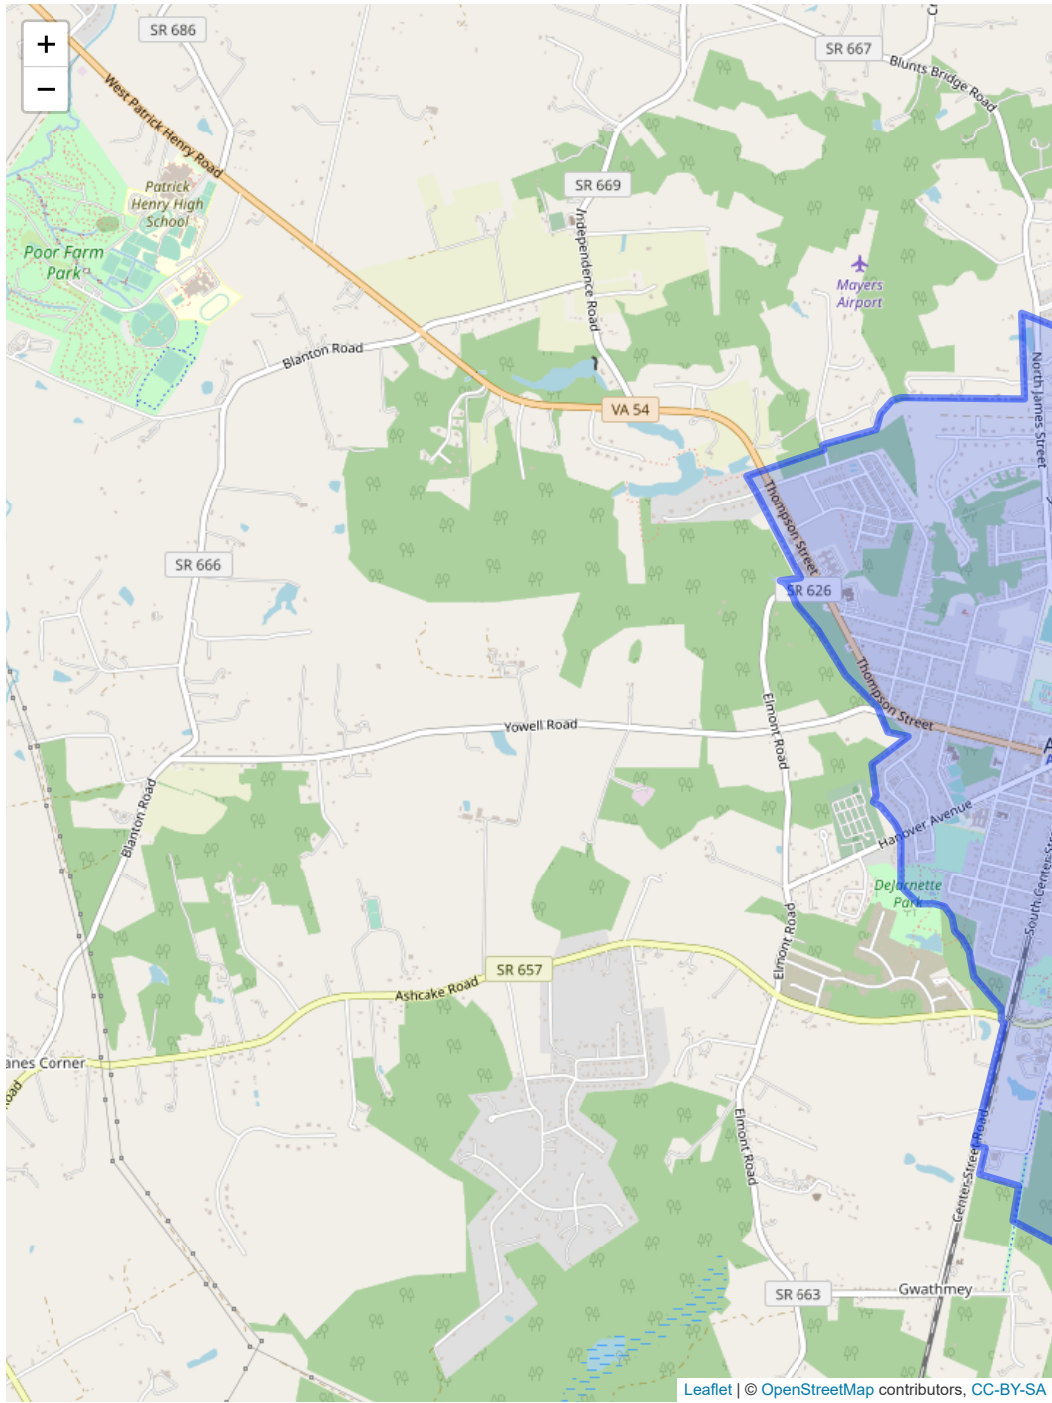 +
−
SR 686
SR 667
Blunts Bridge Road
West Patrick Henry Road
Patrick
Henry High
School
SR 669
Poor Farm
Park
Independence Road
Mayers
Airport
Blanton Road
North James Street
VA 54
Thompson Street
SR 666
SR 626
Thompson Street
Elmont Road
Yowell Road
Blanton Road
Hanover Avenue
DeJarnette
Park
South Center Str
Elmont Road
SR 657
Ashcake Road
anes Corner
Road
Elmont Road
Center Street Road
SR 663
Gwathmey
Leaflet | © OpenStreetMap contributors, CC-BY-SA